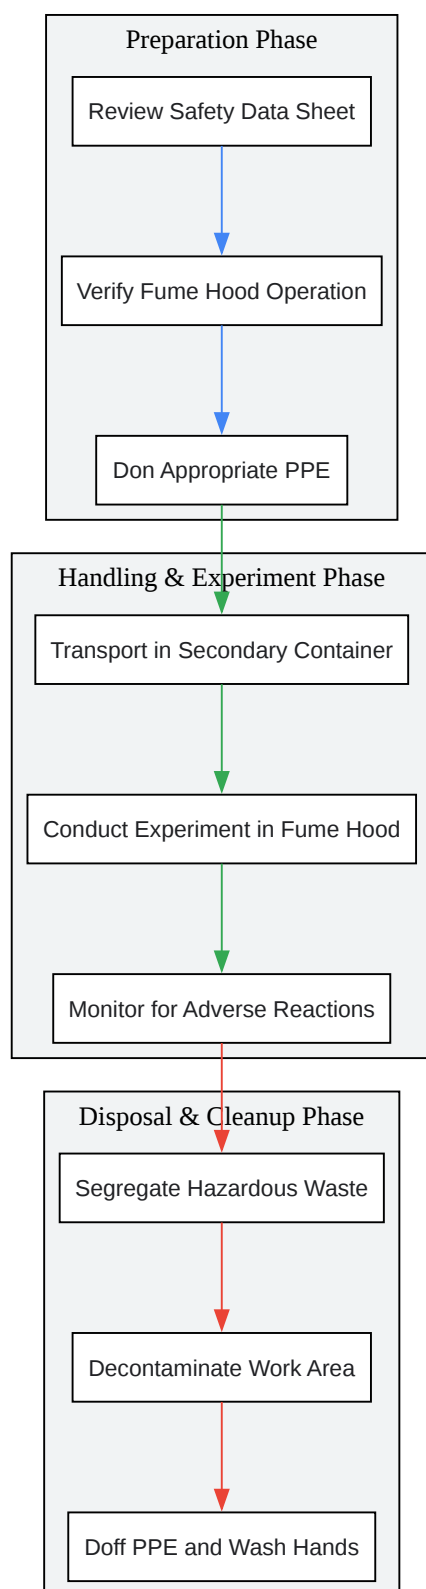 Preparation Phase
Review Safety Data Sheet
Verify Fume Hood Operation
Don Appropriate PPE
Handling & Experiment Phase
Transport in Secondary Container
Conduct Experiment in Fume Hood
Monitor for Adverse Reactions
Disposal & Cleanup Phase
Segregate Hazardous Waste
Decontaminate Work Area
Doff PPE and Wash Hands